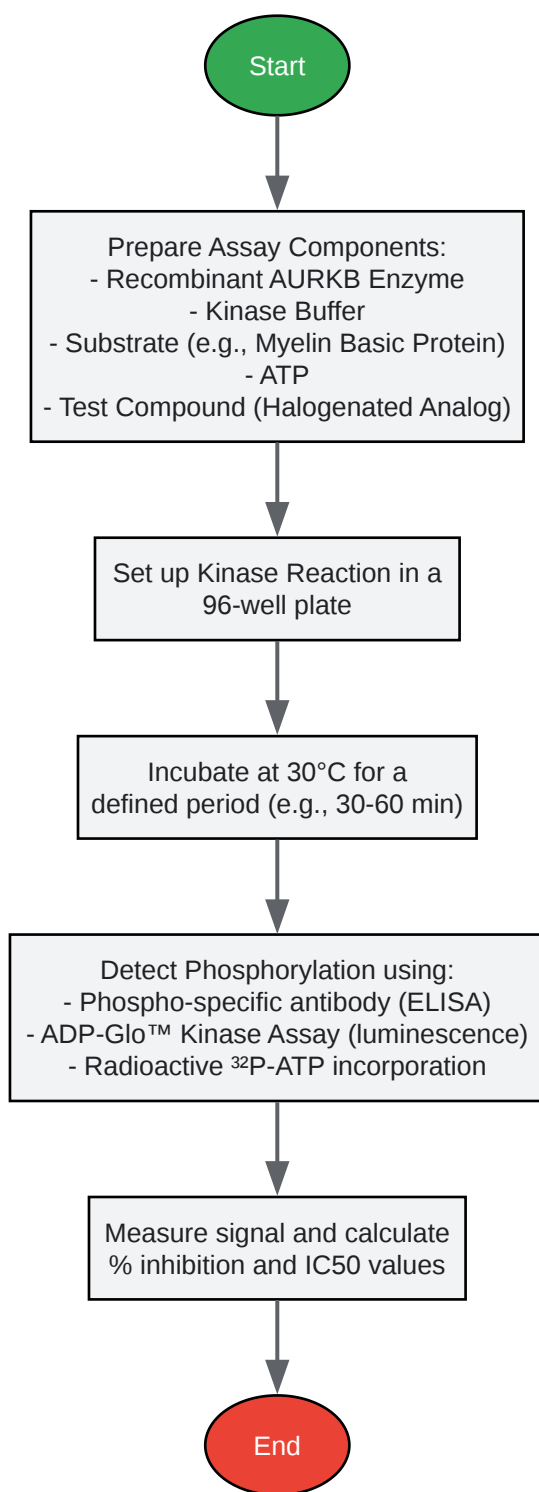 Start
Prepare Assay Components:
- Recombinant AURKB Enzyme
- Kinase Buffer
- Substrate (e.g., Myelin Basic Protein)
- ATP
- Test Compound (Halogenated Analog)
Set up Kinase Reaction in a
96-well plate
Incubate at 30°C for a
defined period (e.g., 30-60 min)
Detect Phosphorylation using:
- Phospho-specific antibody (ELISA)
- ADP-Glo™ Kinase Assay (luminescence)
- Radioactive ³²P-ATP incorporation
Measure signal and calculate
% inhibition and IC50 values
End